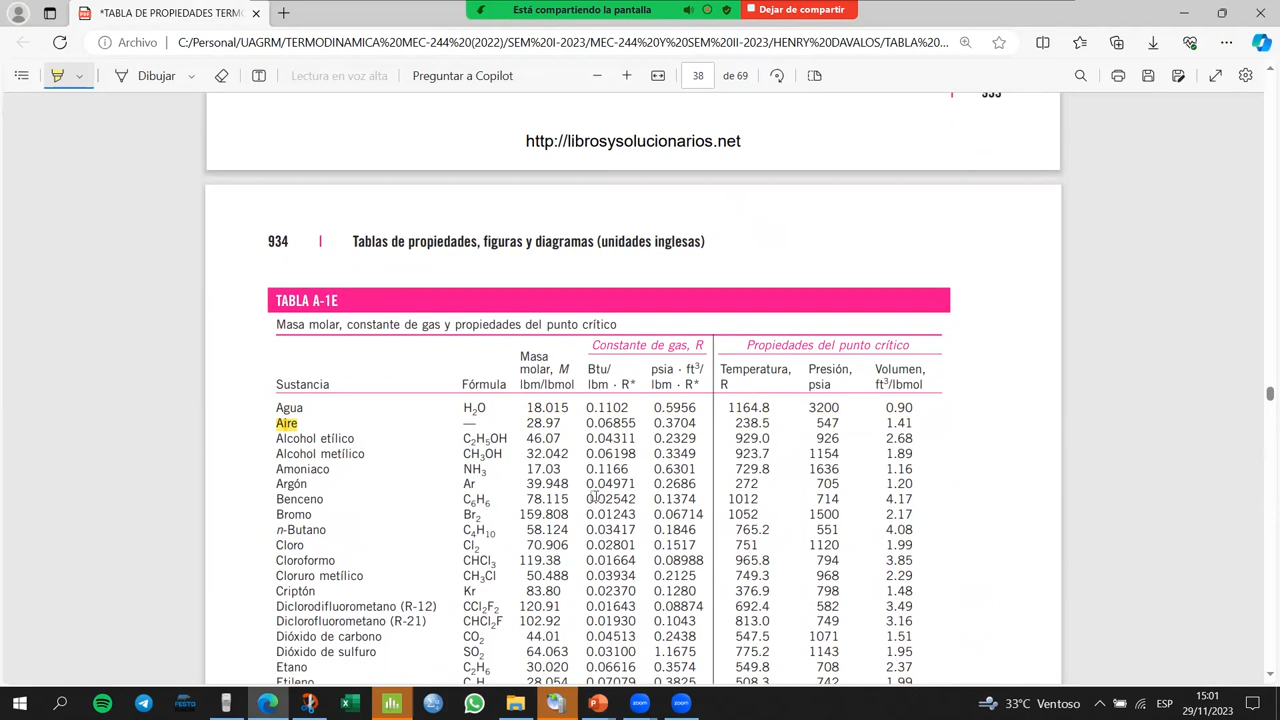 *TABLA DE PROPIEDADES TERMO
Está compartiendo la pantalla
Dejar de compartir
Archivo
C:/Personal/UAGRM/TERMODINAMICA%20MEC-244%20(2022)/SEM%20I-2023/MEC-244%20Y%20SEM%20II-2023/HENRY%20DAVALOS/TABLA%20...
Dibujar
Lectura en voz alta
Preguntar a Copilot
38 de 69
http://librosysolucionarios.net
934 Tablas de propiedades, figuras y diagramas (unidades inglesas)
TABLA A-1E
Masa molar, constante de gas y propiedades del punto crítico
Constante de gas, R Propiedades del punto crítico
Sustancia Fórmula Masa molar, M lbm/lbmol Btu/ lbm · R* psia · ft³/ lbm · R* Temperatura, R Presión, psia Volumen, ft³/lbmol
Agua H₂O 18.015 0.1102 0.5956 1164.8 3200 0.90
Aire — 28.97 0.06855 0.3704 238.5 547 1.41
Alcohol etílico C₂H₅OH 46.07 0.04311 0.2329 929.0 926 2.68
Alcohol metílico CH₃OH 32.042 0.06198 0.3349 923.7 1154 1.89
Amoniaco NH₃ 17.03 0.1166 0.6301 729.8 1636 1.16
Argón Ar 39.948 0.04971 0.2686 272 705 1.20
Benceno C₆H₆ 78.115 0.02542 0.1374 1012 714 4.17
Bromo Br₂ 159.808 0.01243 0.06714 1052 1500 2.17
n-Butano C₄H₁₀ 58.124 0.03417 0.1846 765.2 551 4.08
Cloro Cl₂ 70.906 0.02801 0.1517 751 1120 1.99
Cloroformo CHCl₃ 119.38 0.01664 0.08988 965.8 794 3.85
Cloruro metílico CH₃Cl 50.488 0.03934 0.2125 749.3 968 2.29
Criptón Kr 83.80 0.02370 0.1280 376.9 798 1.48
Diclorodifluorometano (R-12) CCl₂F₂ 120.91 0.01643 0.08874 692.4 582 3.49
Diclorofluorometano (R-21) CHCl₂F 102.92 0.01930 0.1043 813.0 749 3.16
Dióxido de carbono CO₂ 44.01 0.04513 0.2438 547.5 1071 1.51
Dióxido de sulfuro SO₂ 64.063 0.03100 1.1675 775.2 1143 1.95
Etano C₂H₆ 30.020 0.06616 0.3574 549.8 708 2.37
Etileno 28.054 0.07079 0.3825 508.3 742 1.99
33°C Ventoso
ESP
15:01
29/11/2023